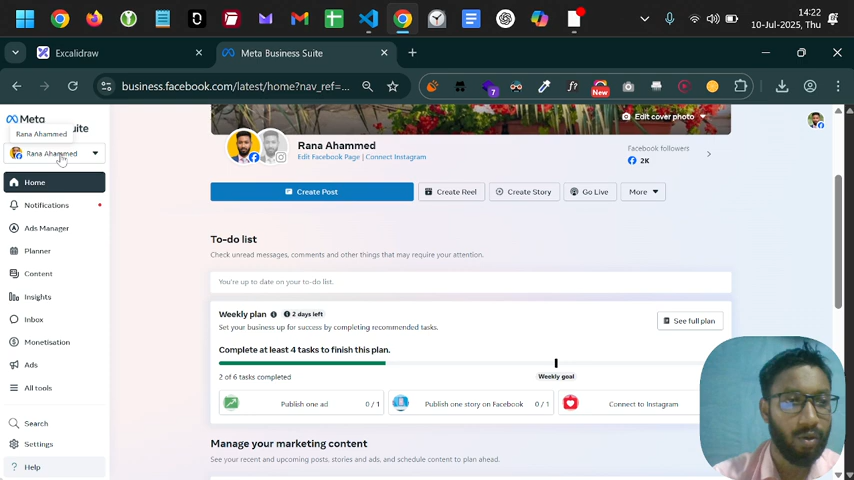 14:22
10-Jul-2025, Thu
Excalidraw
Meta Business Suite
business.facebook.com/latest/home?nav_ref=...
7
New
Meta
Rana Ahammed
uite
Rana Ahammed
Home
Notifications
Ads Manager
Planner
Content
Insights
Inbox
Monetisation
Ads
All tools
Search
Settings
Help
Edit cover photo
Rana Ahammed
Edit Facebook Page | Connect Instagram
Facebook followers
2K
Create Post
Create Reel
Create Story
Go Live
More
To-do list
Check unread messages, comments and other things that may require your attention.
You're up to date on your to-do list.
Weekly plan
2 days left
Set your business up for success by completing recommended tasks.
See full plan
Complete at least 4 tasks to finish this plan.
2 of 6 tasks completed
Weekly goal
Publish one ad 0 / 1
Publish one story on Facebook 0 / 1
Connect to Instagram
Manage your marketing content
See your recent and upcoming posts, stories and ads, and schedule content to plan ahead.